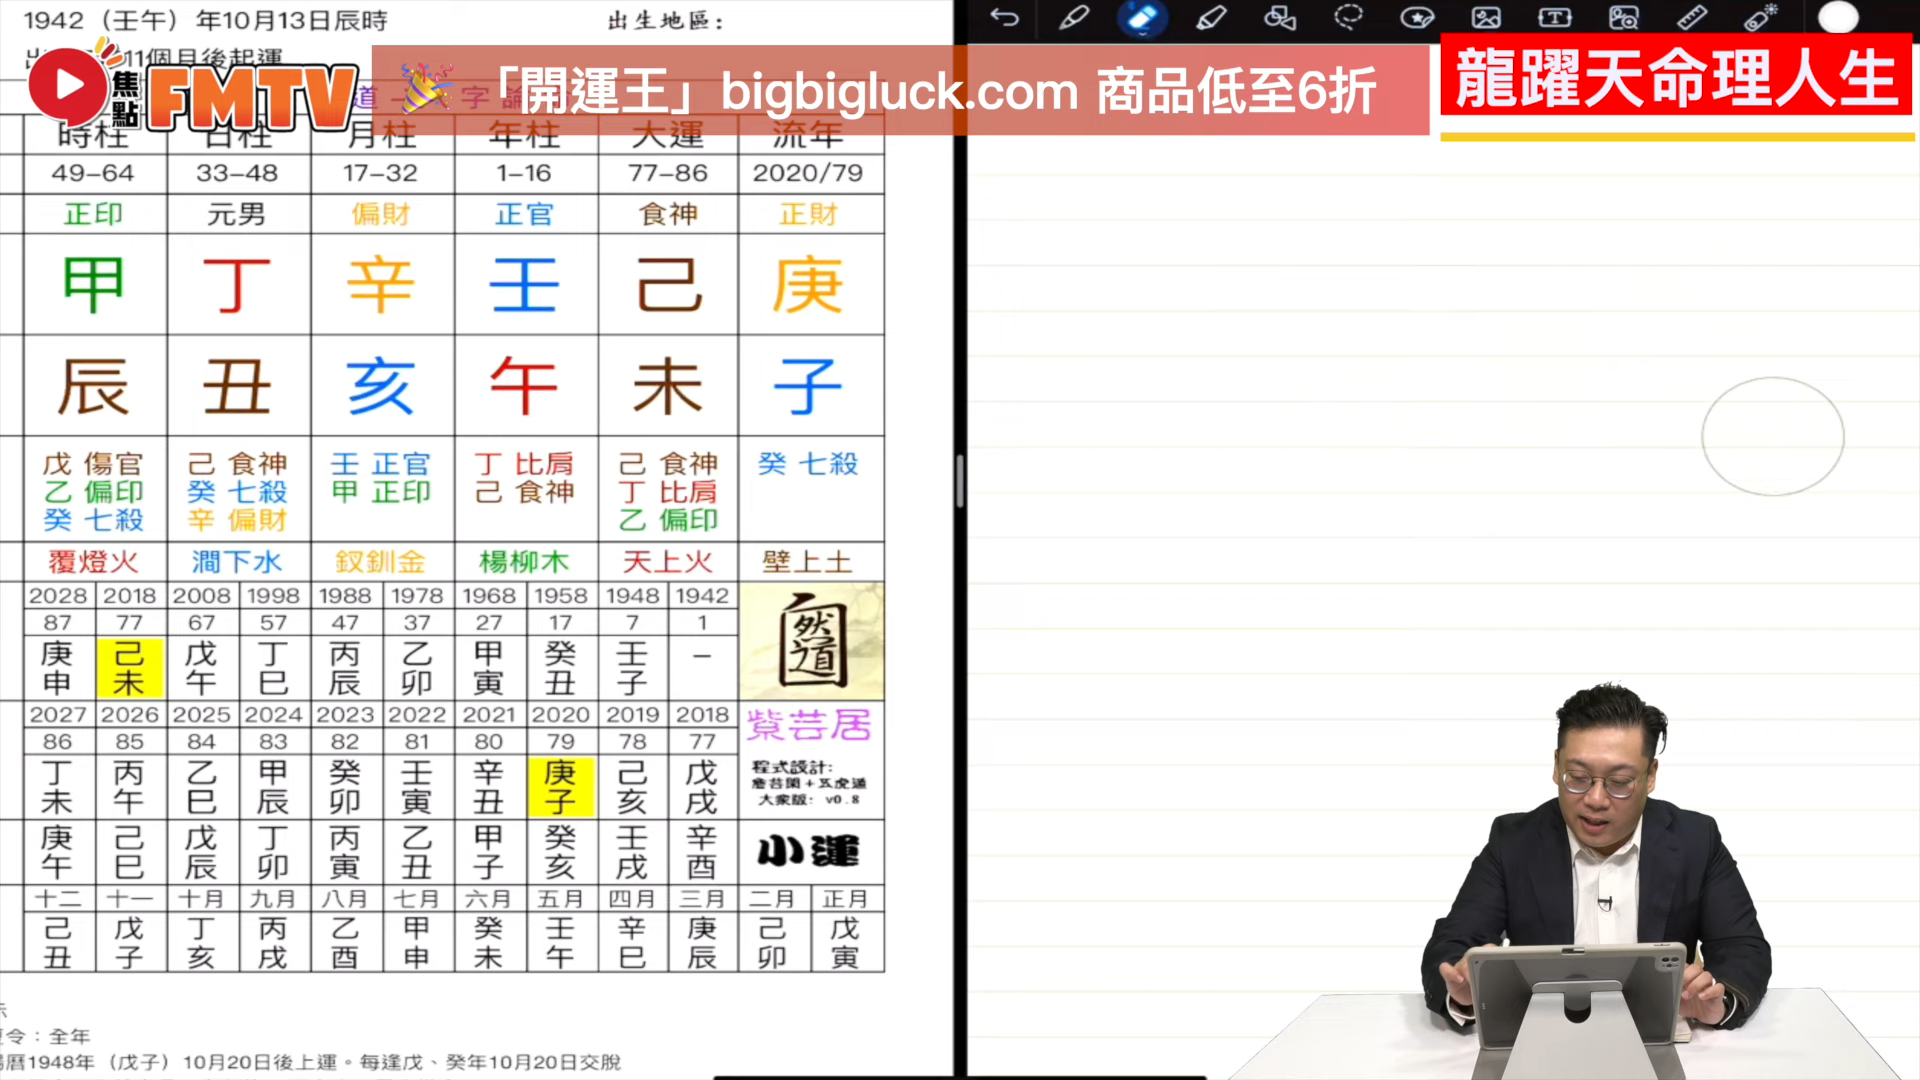 1942（壬午）年10月13日辰時
出生地區：
11個月後起運
焦點 FMTV
道 字 論
「開運王」bigbigluck.com 商品低至6折
龍躍天命理人生
時柱 日柱 月柱 年柱 大運 流年
49–64 33–48 17–32 1–16 77–86 2020/79
正印 元男 偏財 正官 食神 正財
甲 丁 辛 壬 己 庚
辰 丑 亥 午 未 子
戊 傷官 己 食神 壬 正官 丁 比肩 己 食神 癸 七殺
乙 偏印 癸 七殺 甲 正印 己 食神 丁 比肩
癸 七殺 辛 偏財 乙 偏印
覆燈火 澗下水 釵釧金 楊柳木 天上火 壁上土
2028 2018 2008 1998 1988 1978 1968 1958 1948 1942
87 77 67 57 47 37 27 17 7 1
庚 己 戊 丁 丙 乙 甲 癸 壬 –
申 未 午 巳 辰 卯 寅 丑 子
然道
2027 2026 2025 2024 2023 2022 2021 2020 2019 2018
紫芸居
86 85 84 83 82 81 80 79 78 77
丁 丙 乙 甲 癸 壬 辛 庚 己 戊
未 午 巳 辰 卯 寅 丑 子 亥 戌
程式設計：
大衆版： v0.8
庚 己 戊 丁 丙 乙 甲 癸 壬 辛
午 巳 辰 卯 寅 丑 子 亥 戌 酉
小運
十二 十一 十月 九月 八月 七月 六月 五月 四月 三月 二月 正月
己 戊 丁 丙 乙 甲 癸 壬 辛 庚 己 戊
丑 子 亥 戌 酉 申 未 午 巳 辰 卯 寅
令：全年
曆1948年（戊子）10月20日後上運。每逢戊、癸年10月20日交脫